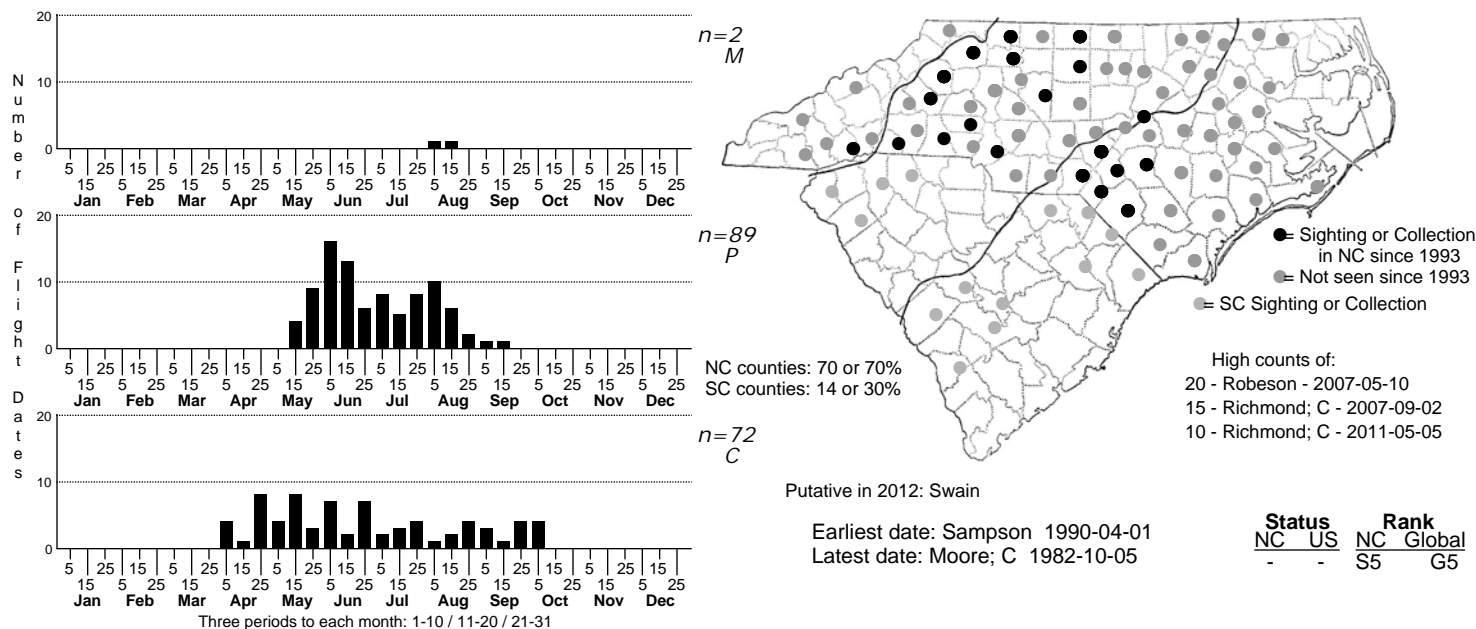 Number of Flight Dates
20
10
0
n=2
M
5 15 25 5 15 25 5 15 25 5 15 25 5 15 25 5 15 25 5 15 25 5 15 25 5 15 25 5 15 25 5 15 25 5 15 25
Jan Feb Mar Apr May Jun Jul Aug Sep Oct Nov Dec
20
10
0
n=89
P
5 15 25 5 15 25 5 15 25 5 15 25 5 15 25 5 15 25 5 15 25 5 15 25 5 15 25 5 15 25 5 15 25 5 15 25
Jan Feb Mar Apr May Jun Jul Aug Sep Oct Nov Dec
20
10
0
n=72
C
5 15 25 5 15 25 5 15 25 5 15 25 5 15 25 5 15 25 5 15 25 5 15 25 5 15 25 5 15 25 5 15 25 5 15 25
Jan Feb Mar Apr May Jun Jul Aug Sep Oct Nov Dec
Three periods to each month: 1-10 / 11-20 / 21-31
= Sighting or Collection
in NC since 1993
= Not seen since 1993
= SC Sighting or Collection
NC counties: 70 or 70%
SC counties: 14 or 30%
High counts of:
20 - Robeson - 2007-05-10
15 - Richmond; C - 2007-09-02
10 - Richmond; C - 2011-05-05
Putative in 2012: Swain
Earliest date: Sampson 1990-04-01
Latest date: Moore; C 1982-10-05
Status Rank
NC US NC Global
- - S5 G5